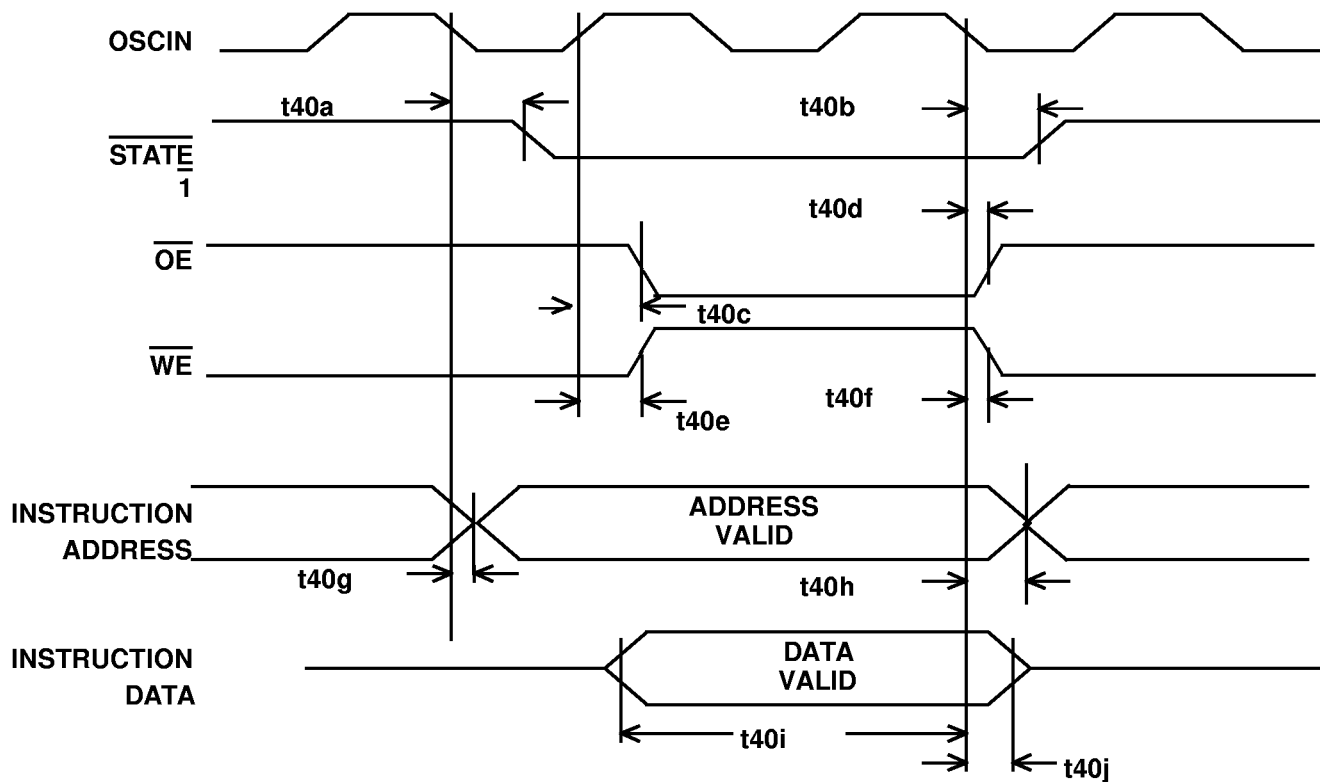 OSCIN
t40a
t40b
STATE
1
t40d
OE
t40c
WE
t40f
t40e
INSTRUCTION
ADDRESS
ADDRESS
VALID
t40g
t40h
INSTRUCTION
DATA
DATA
VALID
t40i
t40j